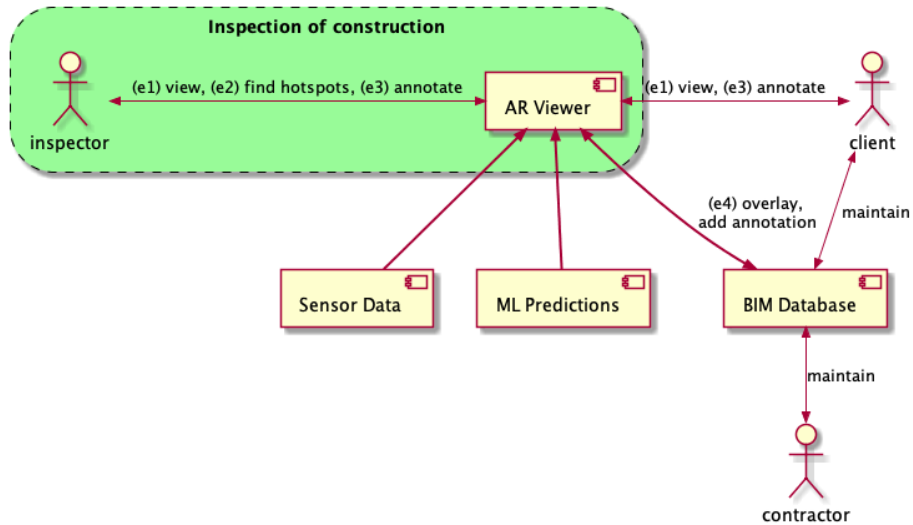 Inspection of construction
(e1) view, (e2) find hotspots, (e3) annotate
(e1) view, (e3) annotate
AR Viewer
inspector
client
(e4) overlay,
add annotation
maintain
Sensor Data
ML Predictions
BIM Database
maintain
contractor